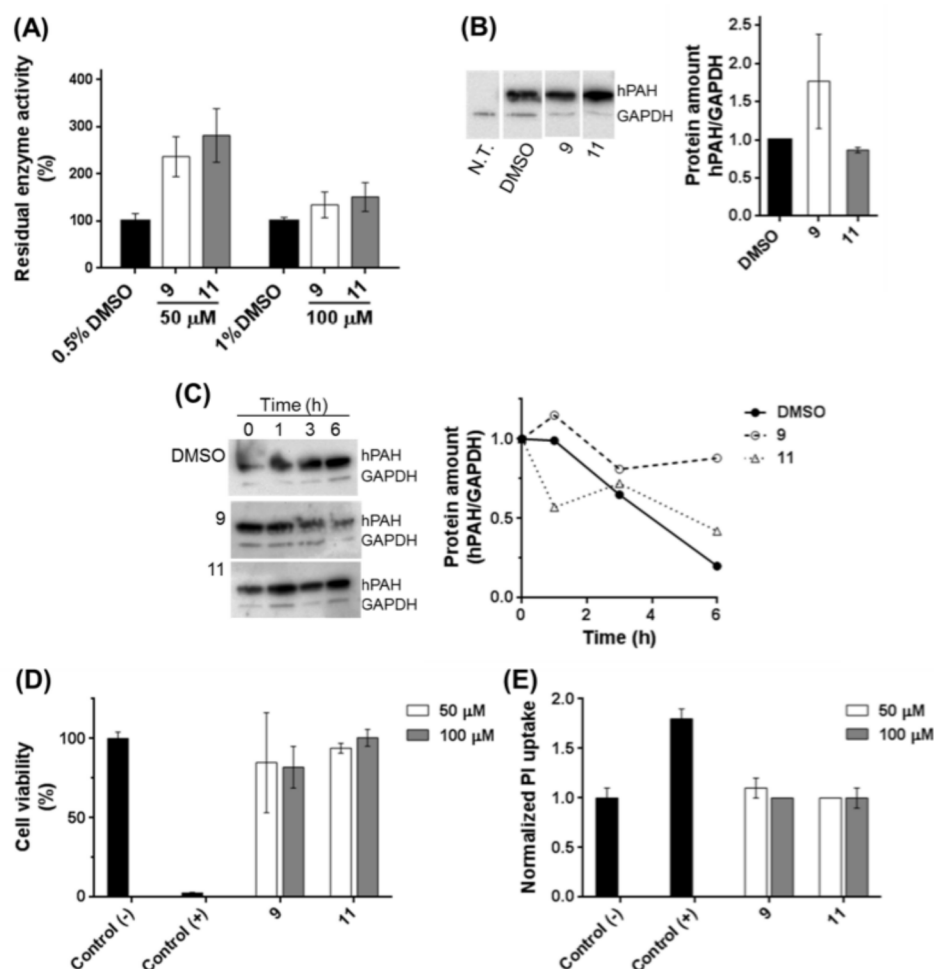 (A)
Residual enzyme activity
(%)
400
300
200
100
0
0.5% DMSO
9
11
50 μM
1% DMSO
9
11
100 μM
(B)
hPAH
GAPDH
N.T.
DMSO
9
11
Protein amount
hPAH/GAPDH
2.5
2.0
1.5
1.0
0.5
0.0
DMSO
9
11
(C)
Time (h)
0 1 3 6
DMSO
hPAH
GAPDH
9
hPAH
GAPDH
11
hPAH
GAPDH
Protein amount
(hPAH/GAPDH)
1.0
0.5
0.0
0 2 4 6
Time (h)
DMSO
9
11
(D)
Cell viability
(%)
100
50
0
Control (-)
Control (+)
9
11
50 μM
100 μM
(E)
Normalized PI uptake
2.0
1.5
1.0
0.5
0.0
Control (-)
Control (+)
9
11
50 μM
100 μM